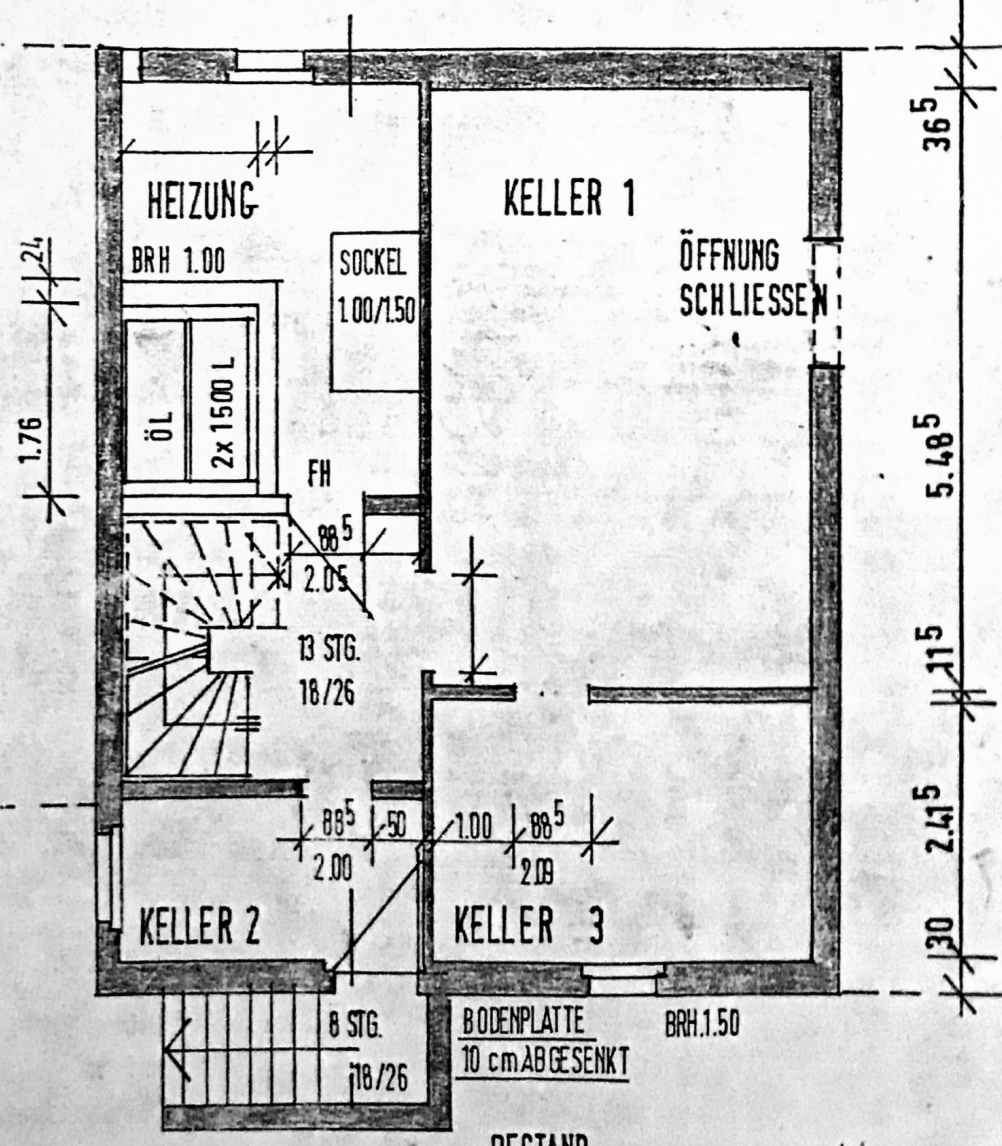 HEIZUNG
BRH 1.00
SOCKEL
1.00/1.50
KELLER 1
ÖFFNUNG
SCHLIESSEN
36⁵
24
1.76
ÖL
2x 1500 L
FH
5.48⁵
88⁵
2.05
13 STG.
18/26
11⁵
88⁵ 50 1.00 88⁵
2.00 2.09
2.41⁵
KELLER 2
KELLER 3
30
8 STG.
18/26
BODENPLATTE
10 cm ABGESENKT
BRH. 1.50
BESTAND